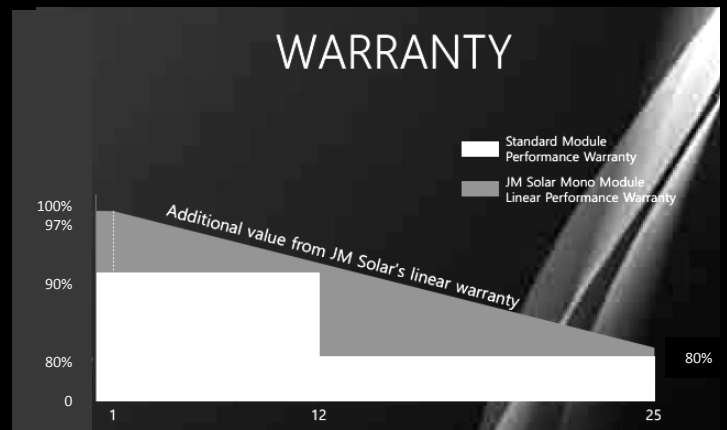 WARRANTY
Standard Module
Performance Warranty
JM Solar Mono Module
Linear Performance Warranty
100%
97%
Additional value from JM Solar's linear warranty
90%
80%
80%
0
1
12
25